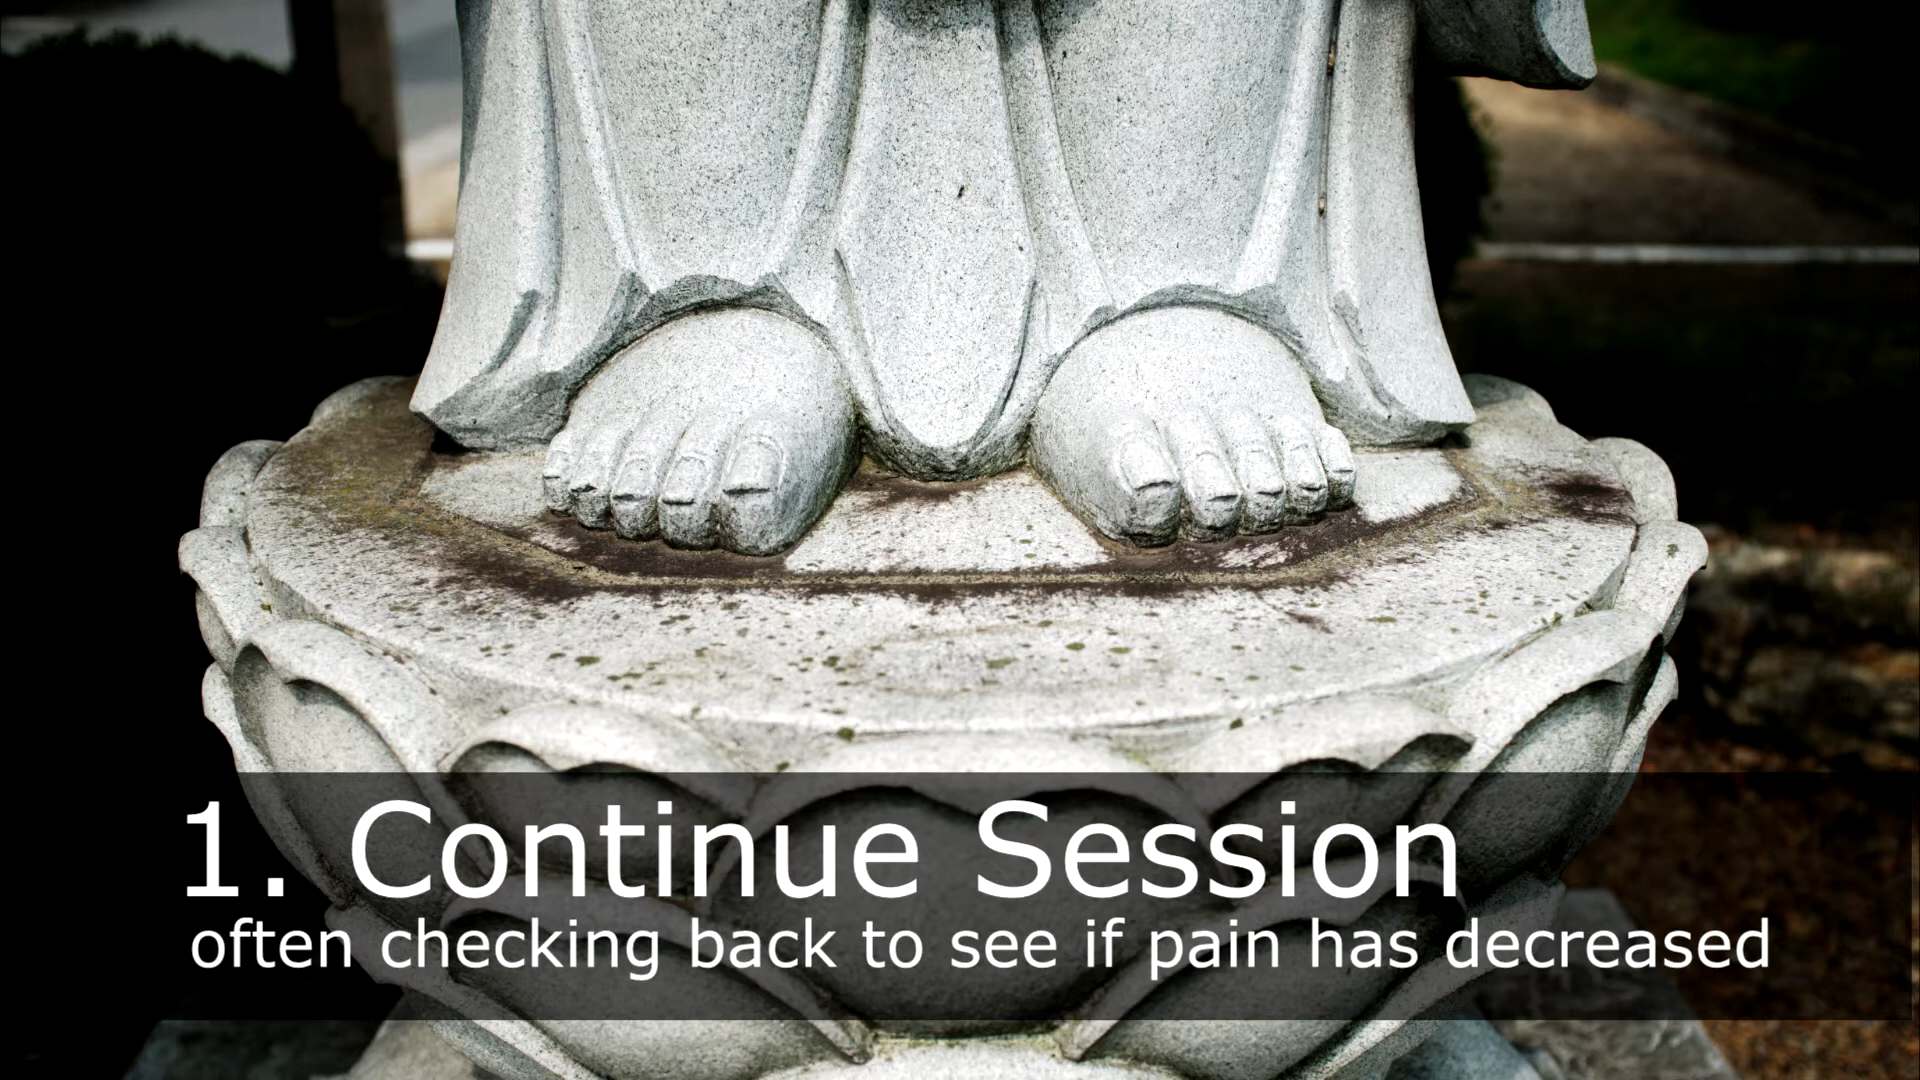 1. Continue Session
often checking back to see if pain has decreased